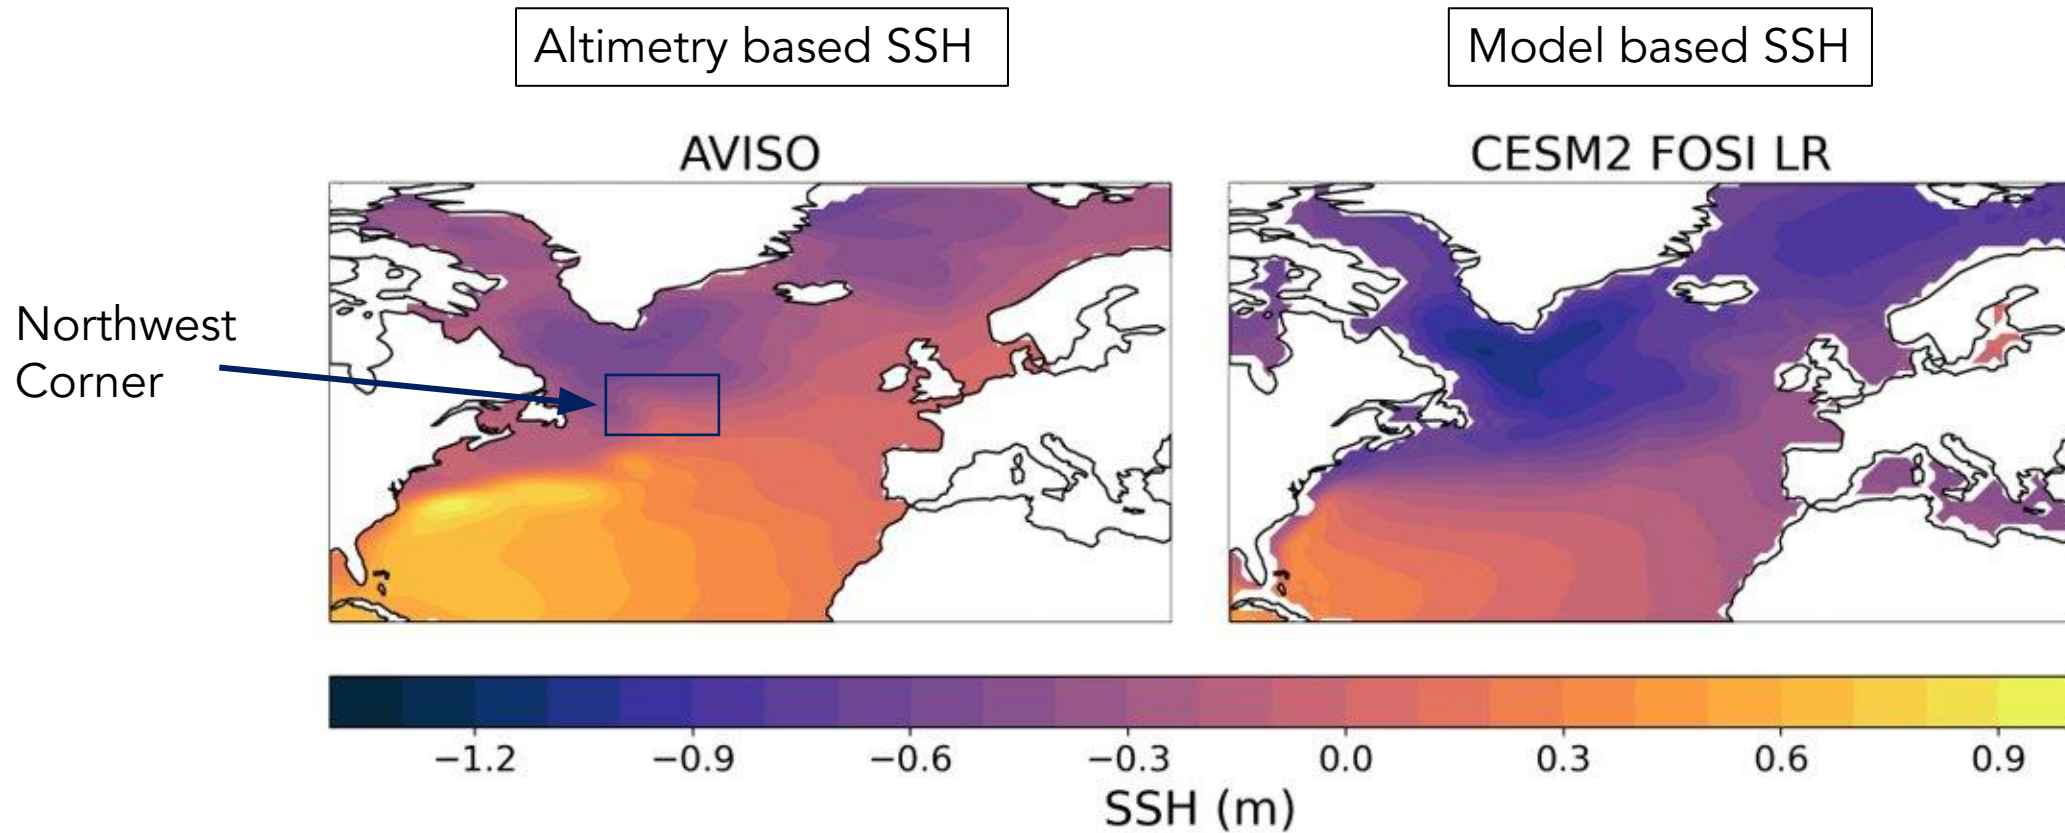 Altimetry based SSH
Model based SSH
AVISO
CESM2 FOSI LR
Northwest
Corner
−1.2 −0.9 −0.6 −0.3 0.0 0.3 0.6 0.9
SSH (m)